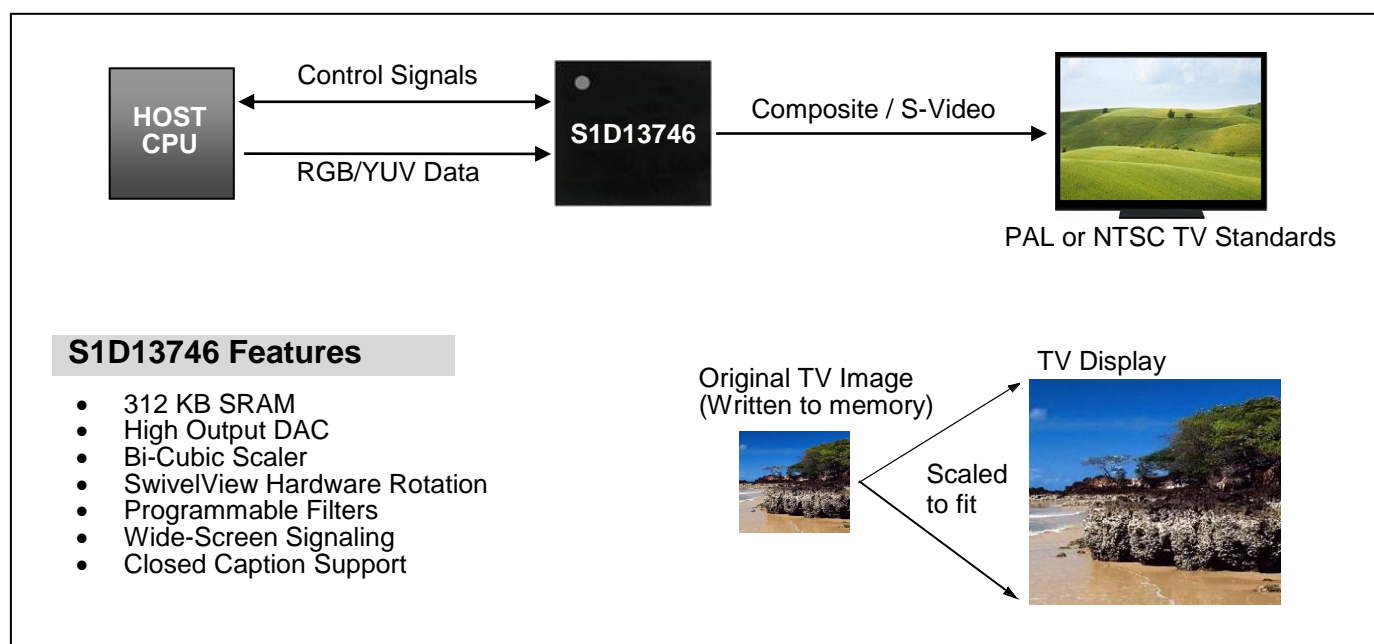 Control Signals
HOST
CPU
S1D13746
Composite / S-Video
RGB/YUV Data
PAL or NTSC TV Standards
S1D13746 Features
• 312 KB SRAM
• High Output DAC
• Bi-Cubic Scaler
• SwivelView Hardware Rotation
• Programmable Filters
• Wide-Screen Signaling
• Closed Caption Support
Original TV Image
(Written to memory)
TV Display
Scaled
to fit